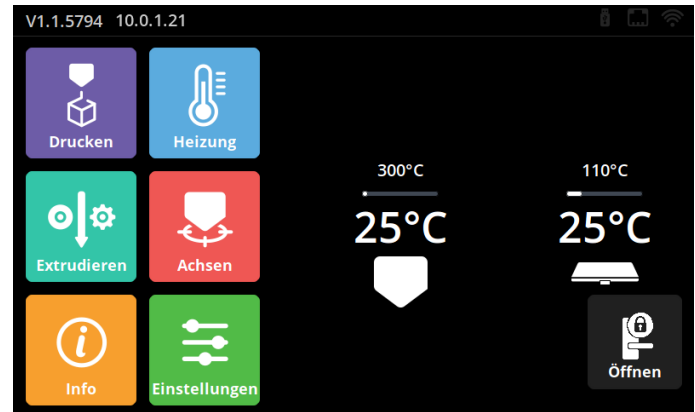 V1.1.5794 10.0.1.21
Drucken
Heizung
300°C
110°C
25°C
25°C
Extrudieren
Achsen
Info
Einstellungen
Öffnen